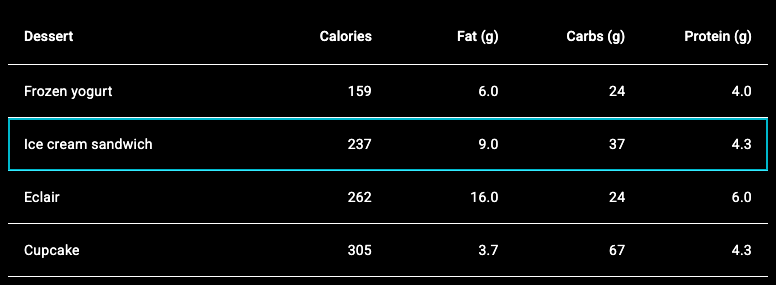 Dessert Calories Fat (g) Carbs (g) Protein (g)
Frozen yogurt 159 6.0 24 4.0
Ice cream sandwich 237 9.0 37 4.3
Eclair 262 16.0 24 6.0
Cupcake 305 3.7 67 4.3